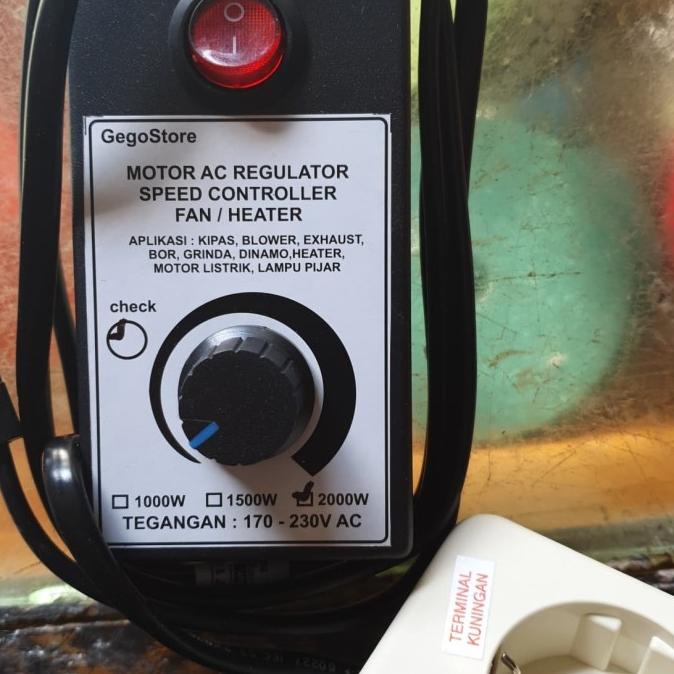 GegoStore
MOTOR AC REGULATOR
SPEED CONTROLLER
FAN / HEATER
APLIKASI : KIPAS, BLOWER, EXHAUST,
BOR, GRINDA, DINAMO,HEATER,
MOTOR LISTRIK, LAMPU PIJAR
check
1000W 1500W 2000W
TEGANGAN : 170 - 230V AC
TERMINAL
KUNINGAN